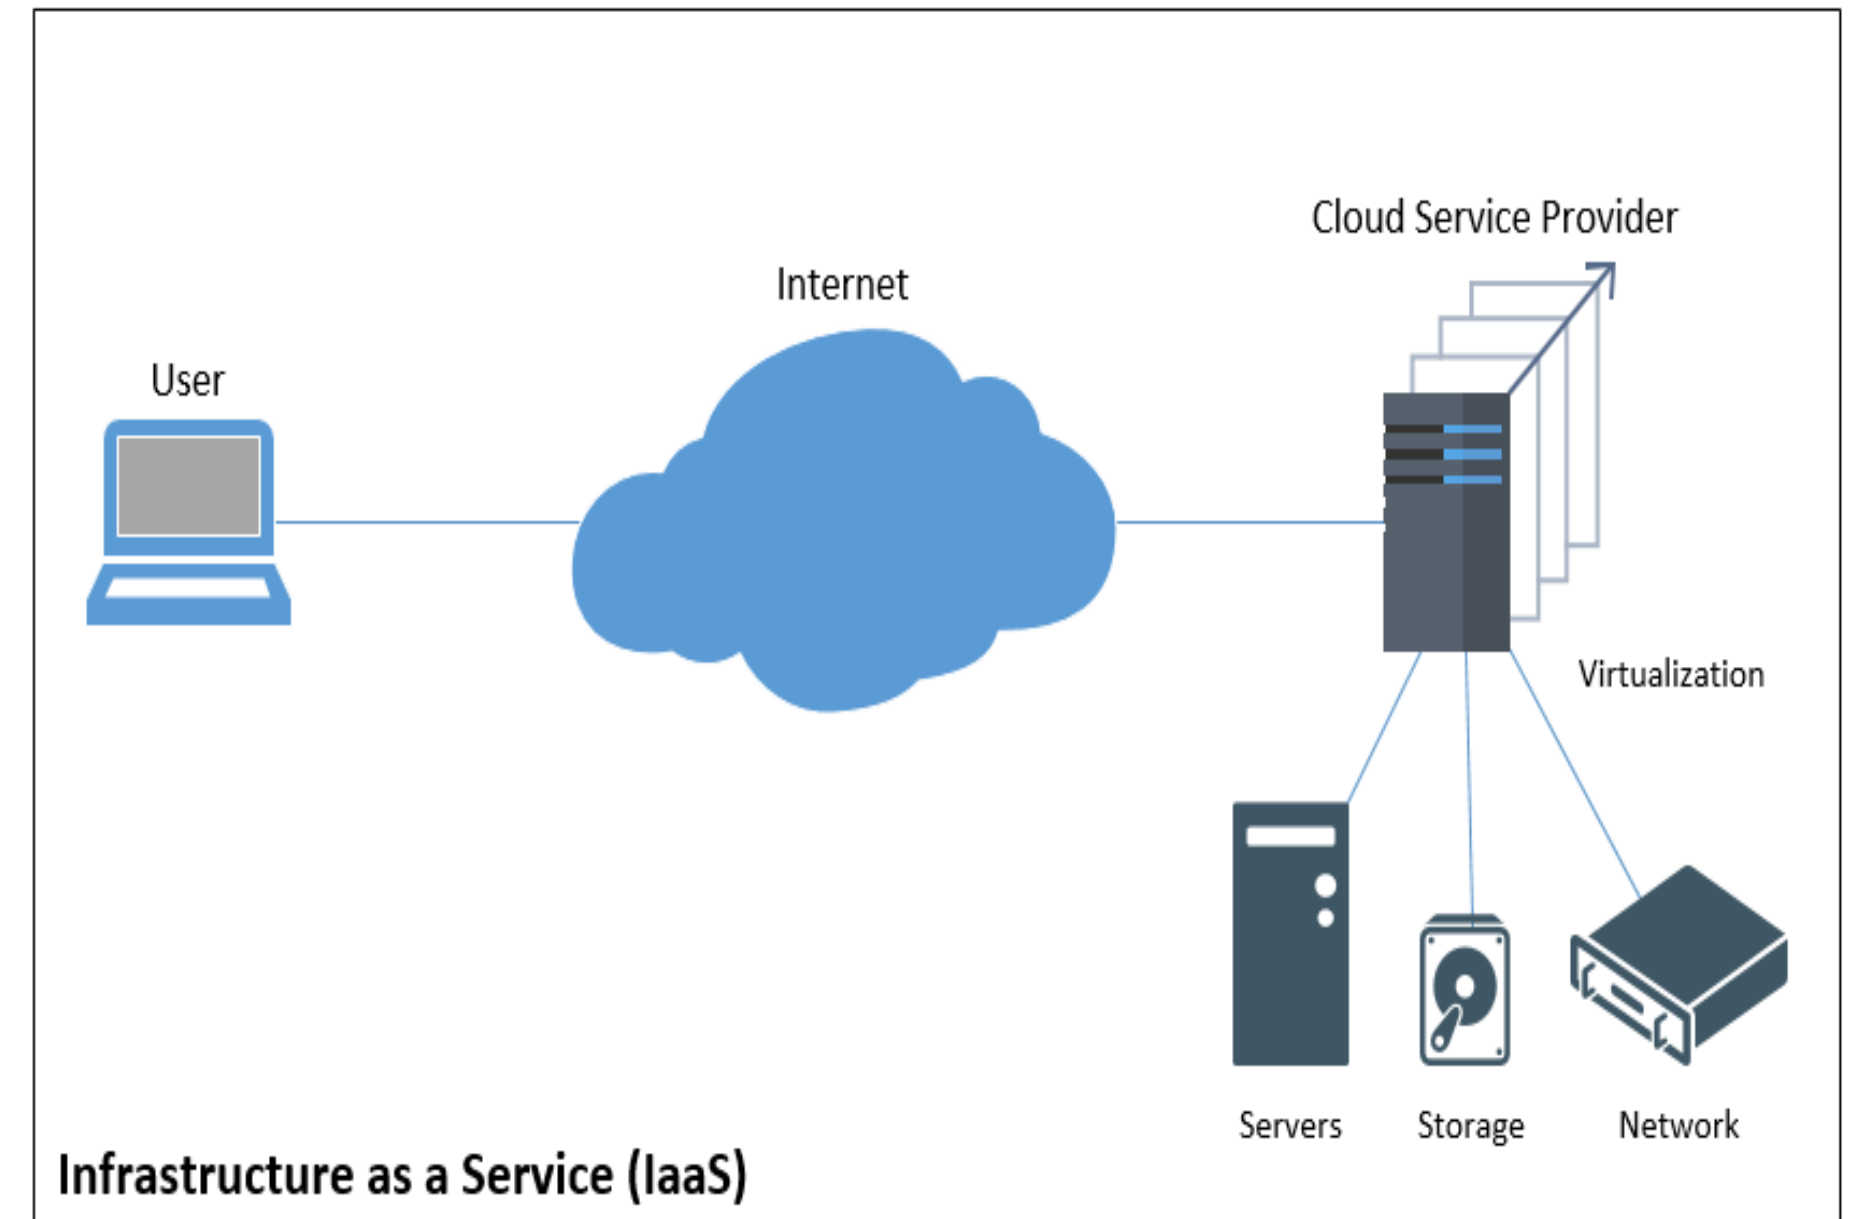 Cloud Service Provider
Internet
User
Virtualization
Servers
Storage
Network
Infrastructure as a Service (IaaS)